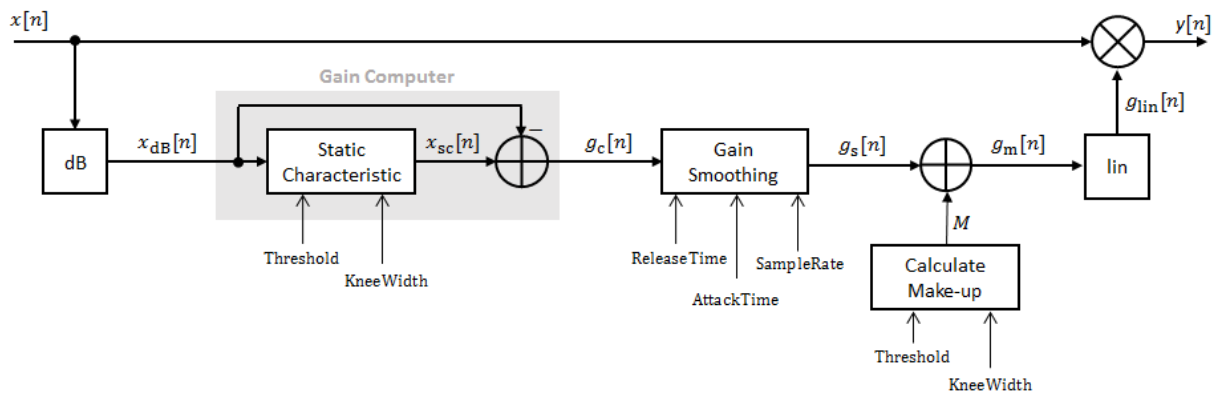 x[n]
y[n]
Gain Computer
g_lin[n]
dB
x_dB[n]
Static
Characteristic
x_sc[n]
−
g_c[n]
Gain
Smoothing
g_s[n]
g_m[n]
lin
Threshold
KneeWidth
ReleaseTime
AttackTime
SampleRate
M
Calculate
Make-up
Threshold
KneeWidth